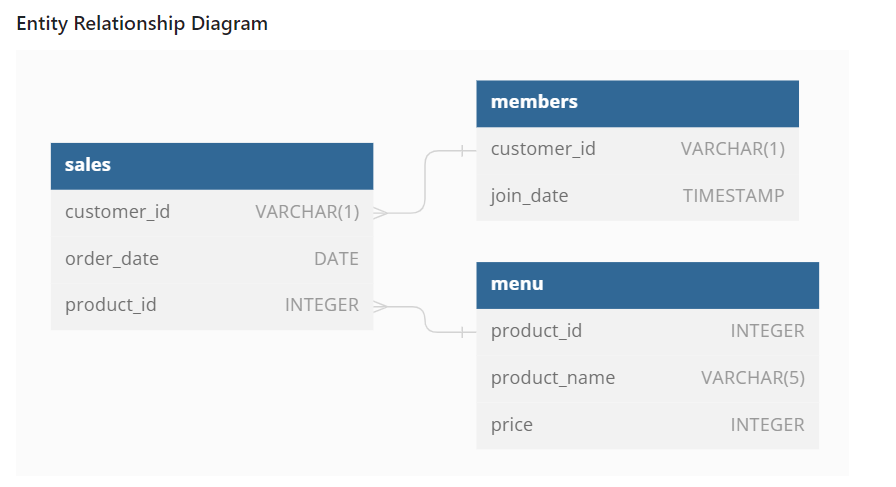 Entity Relationship Diagram
sales
customer_id VARCHAR(1)
order_date DATE
product_id INTEGER
members
customer_id VARCHAR(1)
join_date TIMESTAMP
menu
product_id INTEGER
product_name VARCHAR(5)
price INTEGER